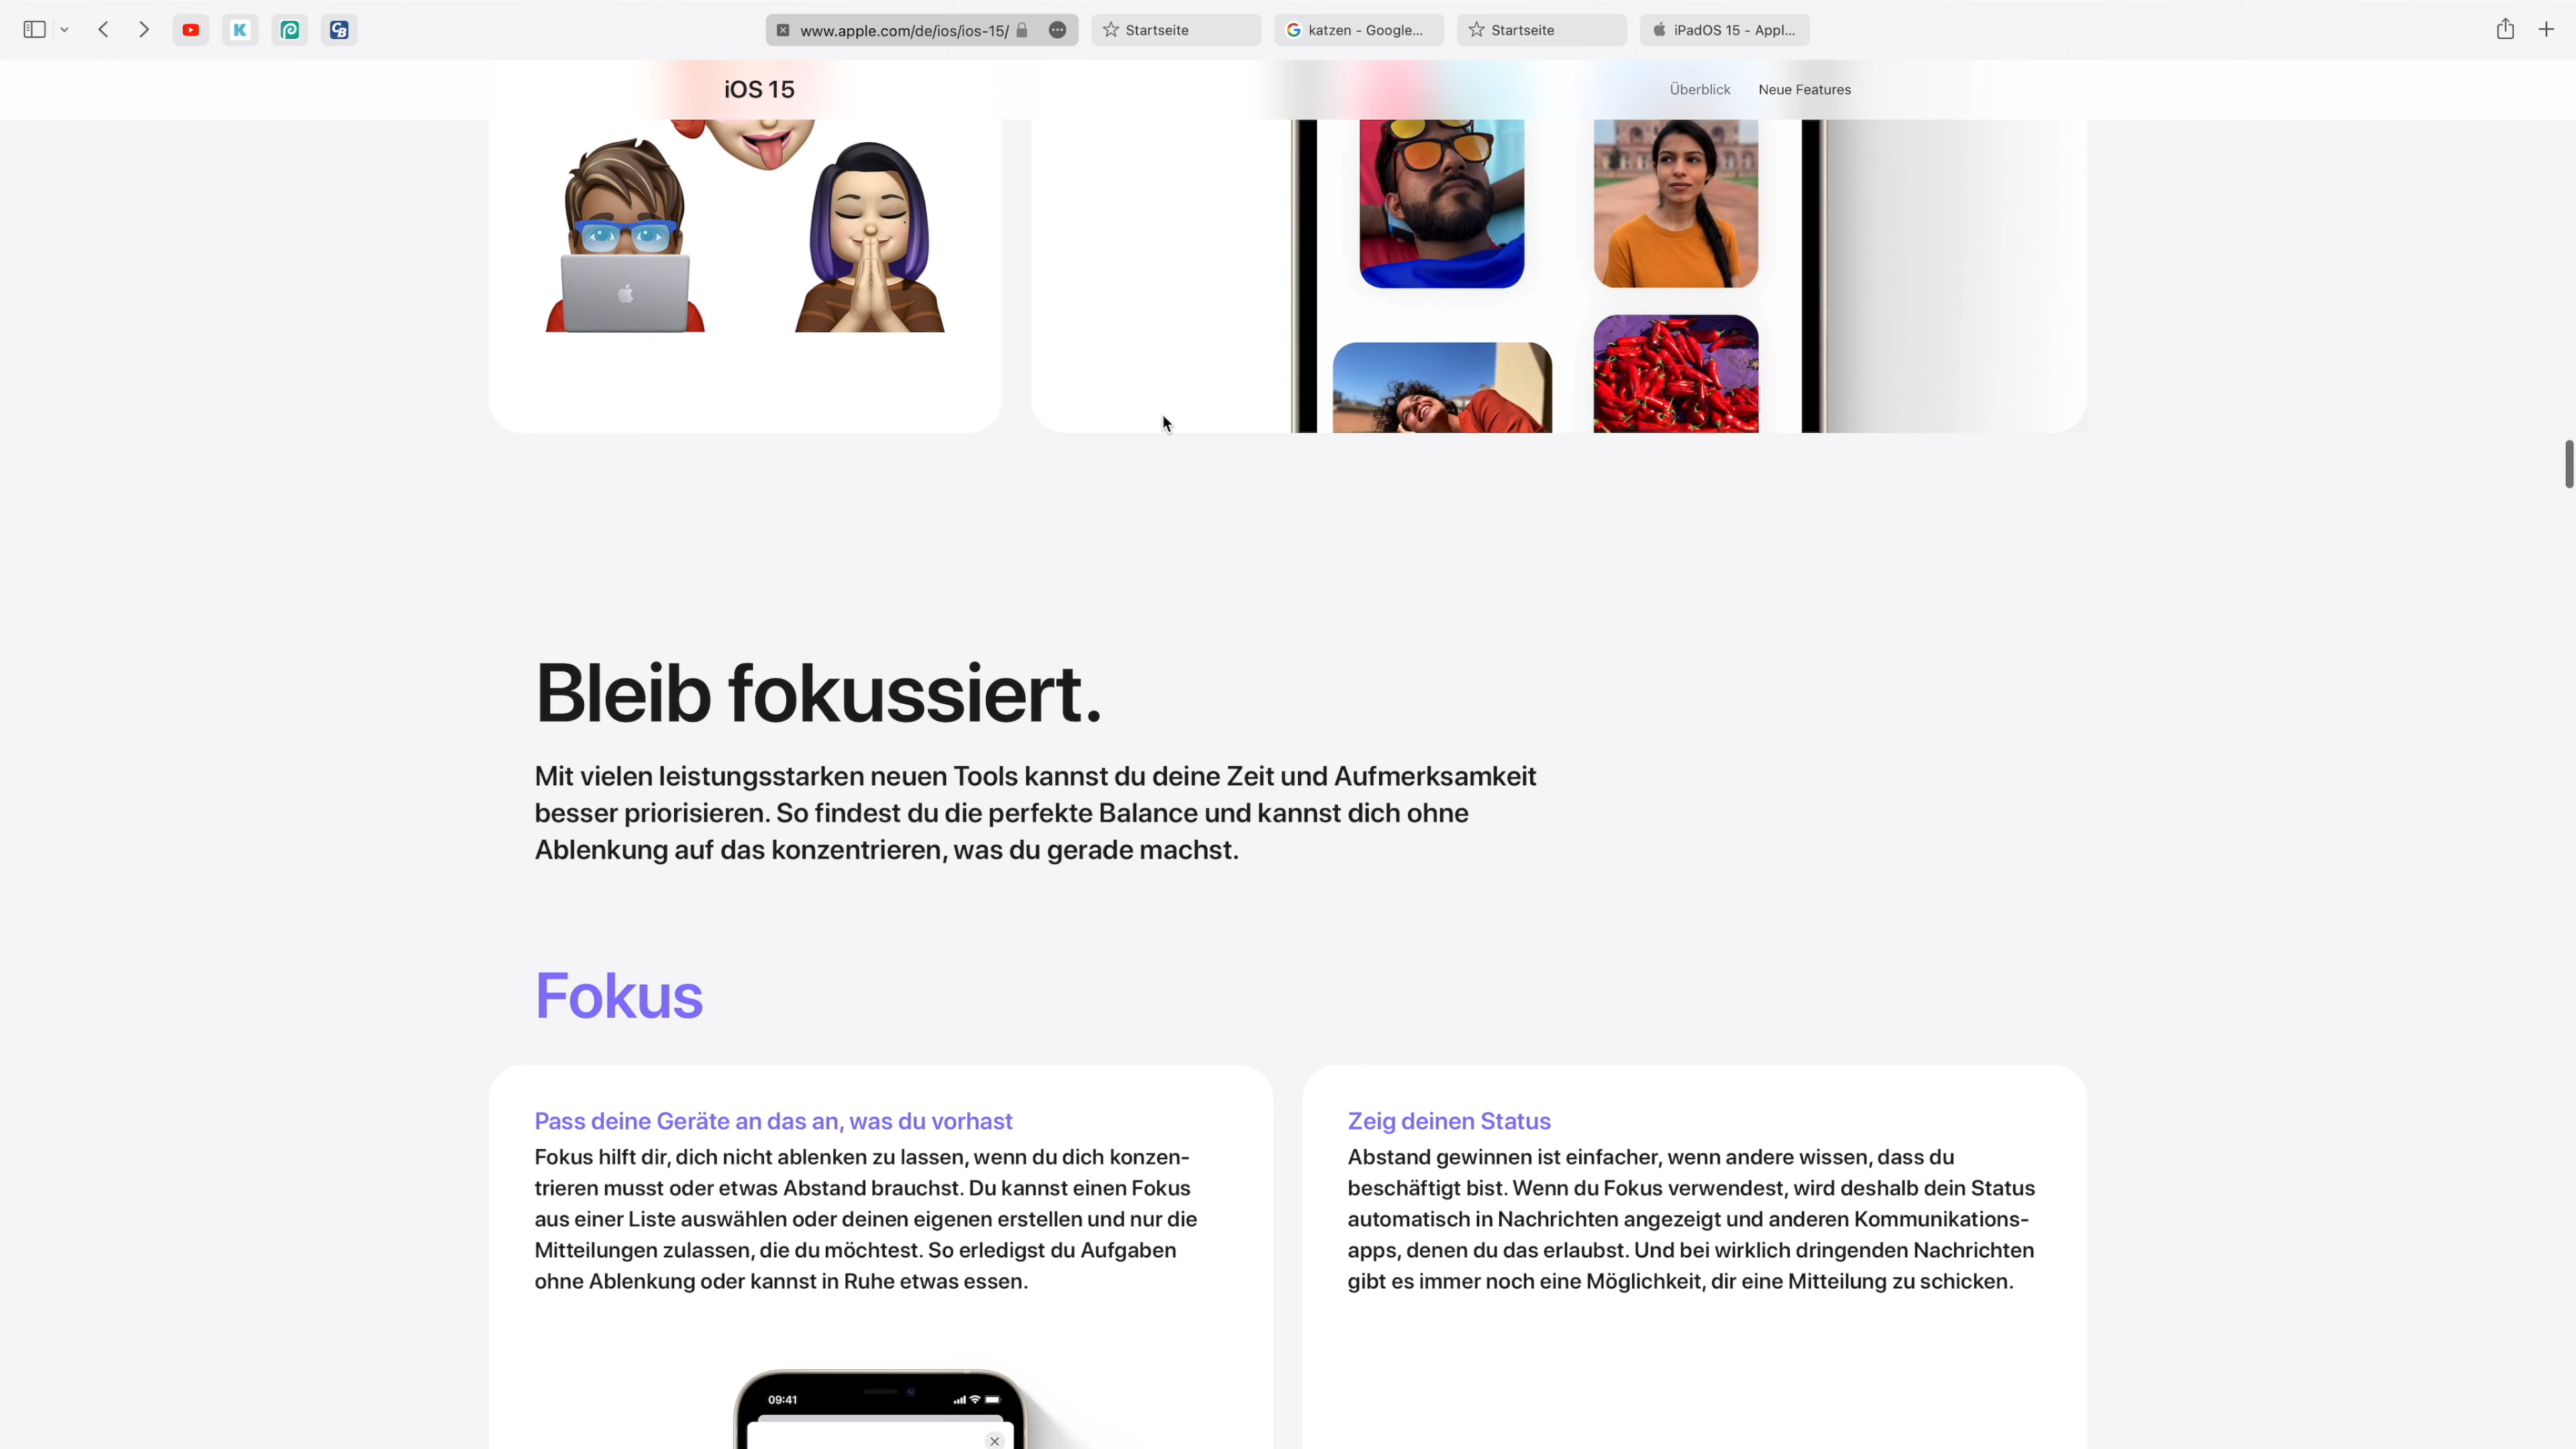 www.apple.com/de/ios/ios-15/
Startseite
katzen - Google...
Startseite
iPadOS 15 - Appl...
iOS 15
Überblick
Neue Features
Bleib fokussiert.
Mit vielen leistungsstarken neuen Tools kannst du deine Zeit und Aufmerksamkeit
besser priorisieren. So findest du die perfekte Balance und kannst dich ohne
Ablenkung auf das konzentrieren, was du gerade machst.
Fokus
Pass deine Geräte an das an, was du vorhast
Fokus hilft dir, dich nicht ablenken zu lassen, wenn du dich konzen-
trieren musst oder etwas Abstand brauchst. Du kannst einen Fokus
aus einer Liste auswählen oder deinen eigenen erstellen und nur die
Mitteilungen zulassen, die du möchtest. So erledigst du Aufgaben
ohne Ablenkung oder kannst in Ruhe etwas essen.
Zeig deinen Status
Abstand gewinnen ist einfacher, wenn andere wissen, dass du
beschäftigt bist. Wenn du Fokus verwendest, wird deshalb dein Status
automatisch in Nachrichten angezeigt und anderen Kommunikations-
apps, denen du das erlaubst. Und bei wirklich dringenden Nachrichten
gibt es immer noch eine Möglichkeit, dir eine Mitteilung zu schicken.
09:41